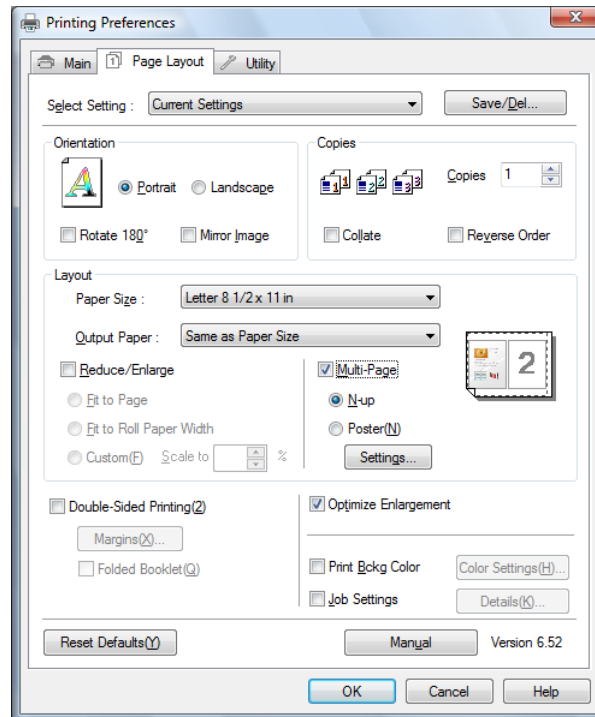 Printing Preferences
Main Page Layout Utility
Select Setting : Current Settings Save/Del...
Orientation Copies
Portrait Landscape Copies 1
Rotate 180° Mirror Image Collate Reverse Order
Layout
Paper Size : Letter 8 1/2 x 11 in
Output Paper : Same as Paper Size
Reduce/Enlarge Multi-Page 2
Fit to Page N-up
Fit to Roll Paper Width Poster(N)
Custom(F) Scale to % Settings...
Double-Sided Printing(2) Optimize Enlargement
Margins(X)...
Folded Booklet(Q) Print Bckg Color Color Settings(H)...
Job Settings Details(K)...
Reset Defaults(Y) Manual Version 6.52
OK Cancel Help